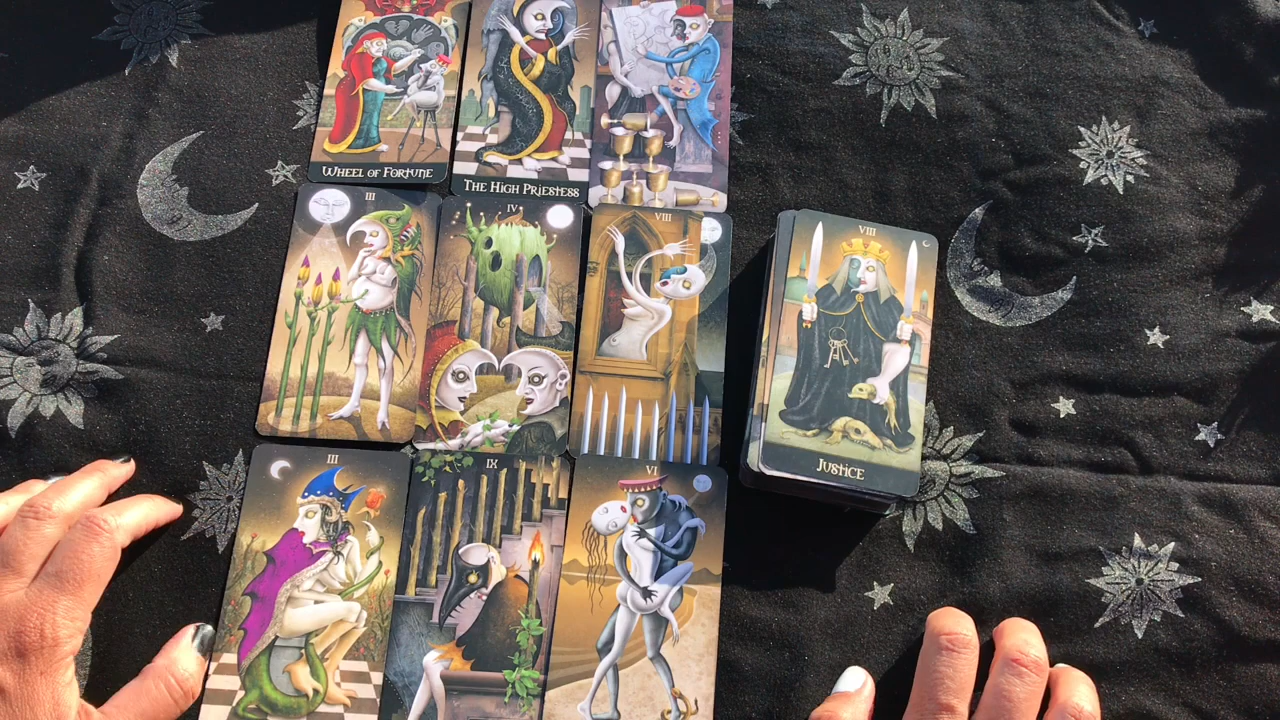 WHEEL OF FORTUNE
THE HIGH PRIESTESS
III
IV
VIII
VIII
JUSTICE
III
IX
VI